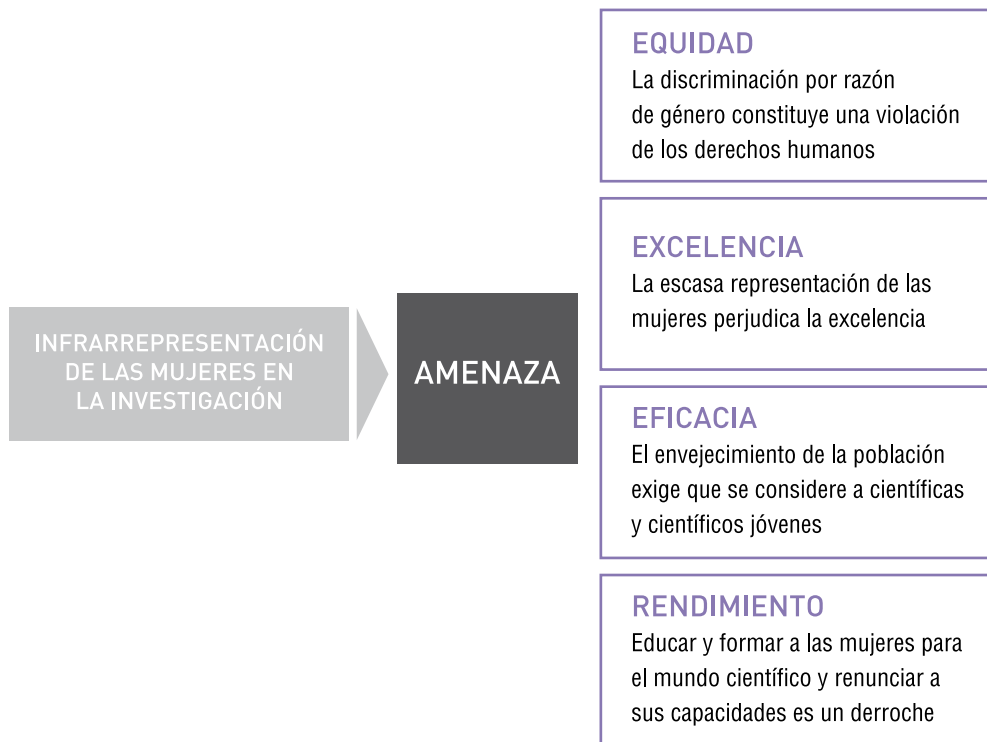 INFRARREPRESENTACIÓN
DE LAS MUJERES EN
LA INVESTIGACIÓN
AMENAZA
EQUIDAD
La discriminación por razón
de género constituye una violación
de los derechos humanos
EXCELENCIA
La escasa representación de las
mujeres perjudica la excelencia
EFICACIA
El envejecimiento de la población
exige que se considere a científicas
y científicos jóvenes
RENDIMIENTO
Educar y formar a las mujeres para
el mundo científico y renunciar a
sus capacidades es un derroche